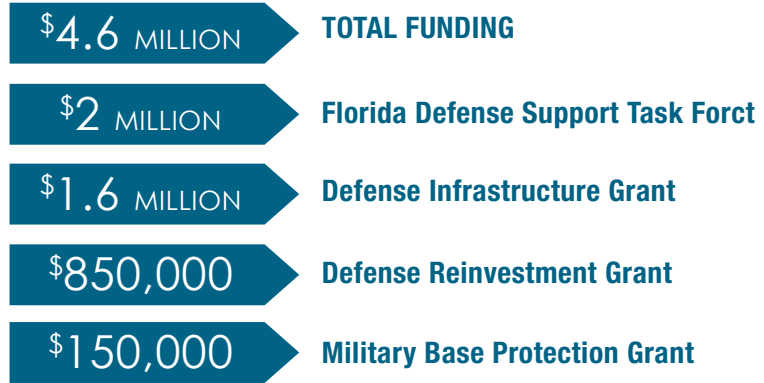 $4.6 MILLION TOTAL FUNDING
$2 MILLION Florida Defense Support Task Forct
$1.6 MILLION Defense Infrastructure Grant
$850,000 Defense Reinvestment Grant
$150,000 Military Base Protection Grant